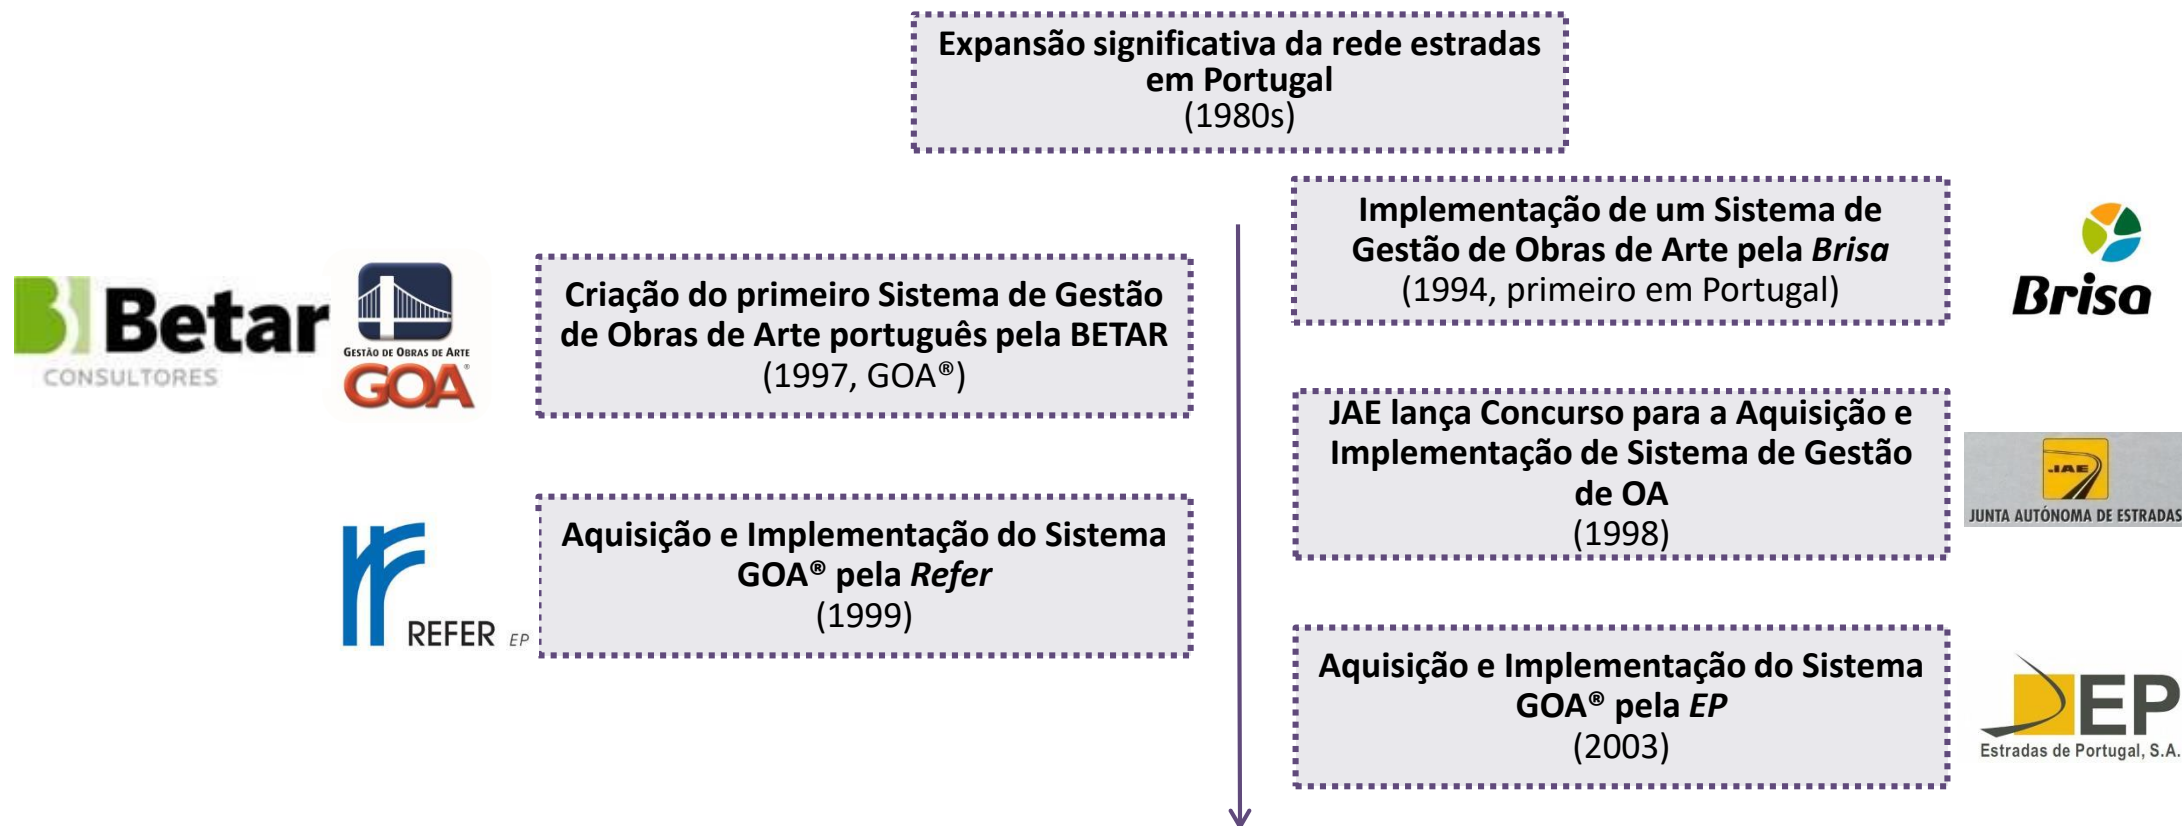 Expansão significativa da rede estradas
em Portugal
(1980s)
Implementação de um Sistema de
Gestão de Obras de Arte pela Brisa
(1994, primeiro em Portugal)
Brisa
Betar
CONSULTORES
GESTÃO DE OBRAS DE ARTE
GOA®
Criação do primeiro Sistema de Gestão
de Obras de Arte português pela BETAR
(1997, GOA®)
JAE lança Concurso para a Aquisição e
Implementação de Sistema de Gestão
de OA
(1998)
JAE
JUNTA AUTÓNOMA DE ESTRADAS
REFER EP
Aquisição e Implementação do Sistema
GOA® pela Refer
(1999)
Aquisição e Implementação do Sistema
GOA® pela EP
(2003)
EP
Estradas de Portugal, S.A.